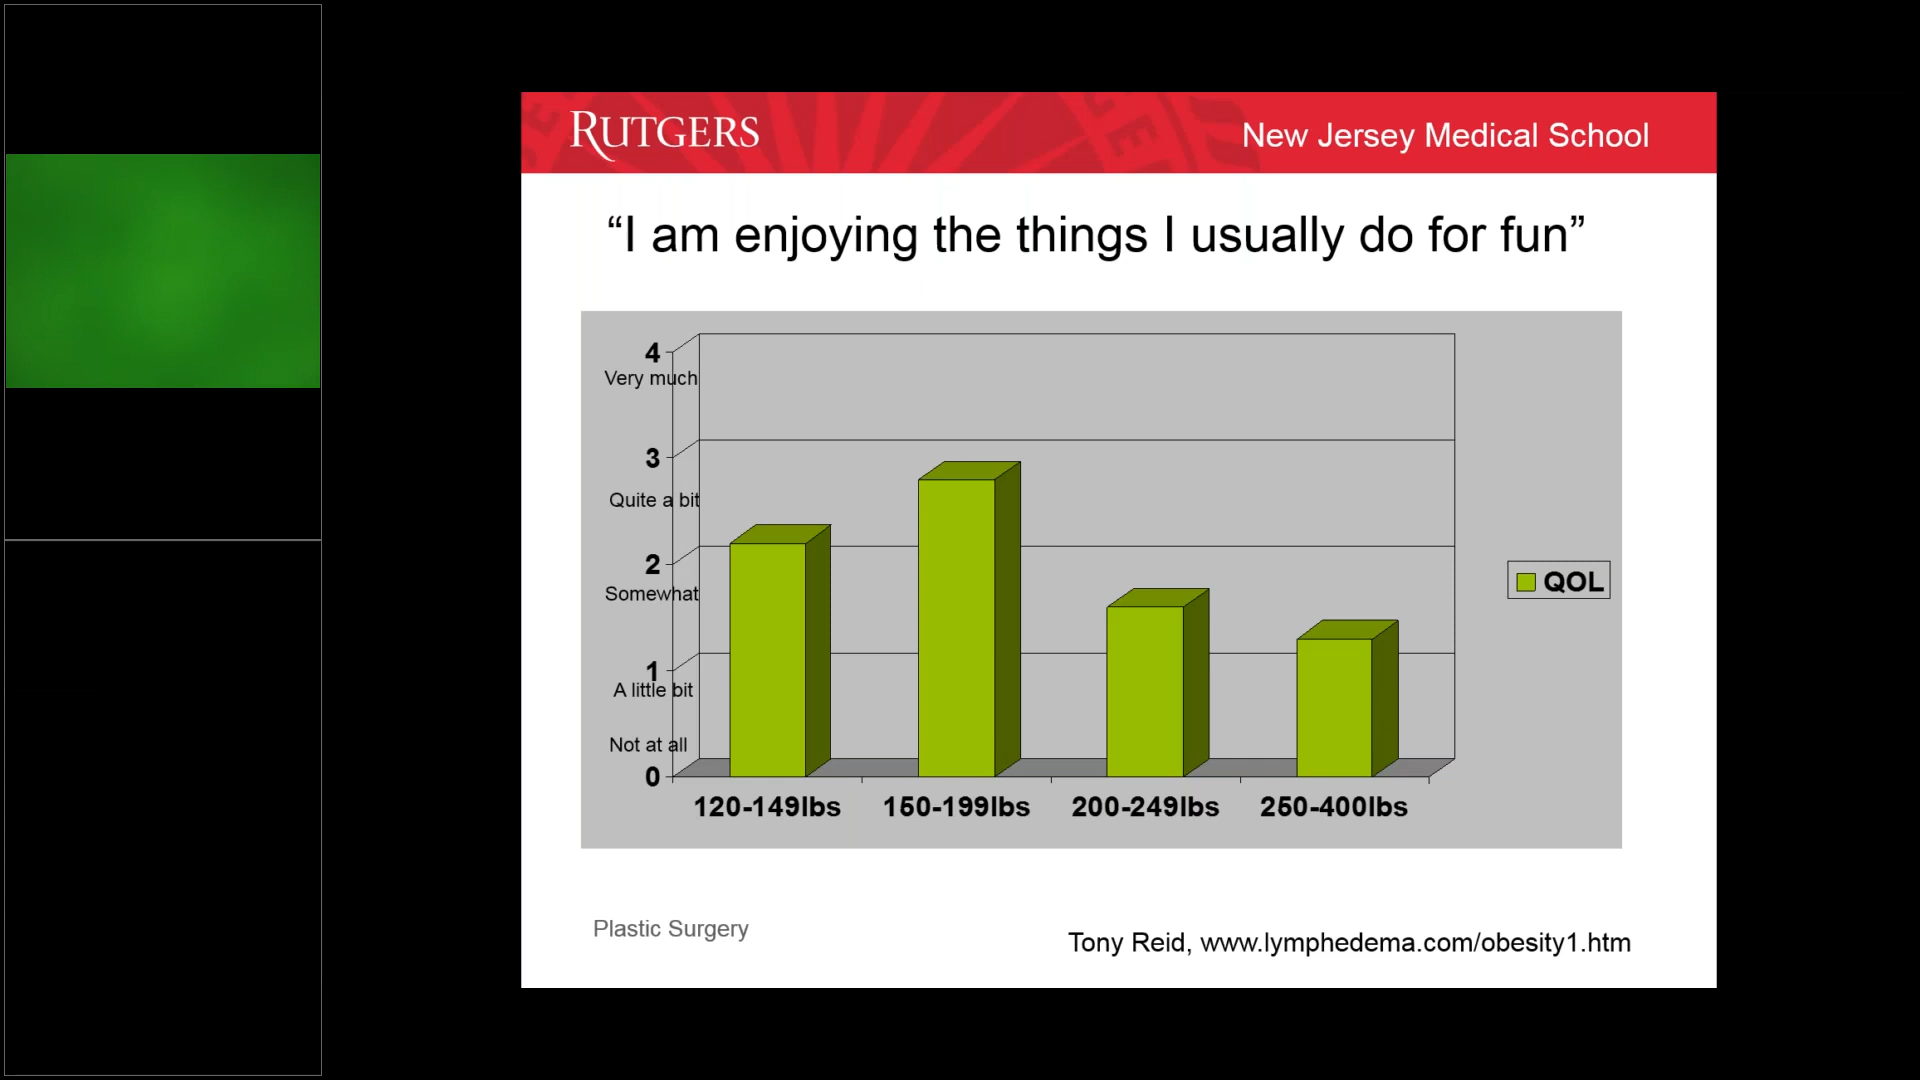 RUTGERS
New Jersey Medical School
“I am enjoying the things I usually do for fun”
4
Very much
3
Quite a bit
2
Somewhat
1
A little bit
Not at all
0
120-149lbs 150-199lbs 200-249lbs 250-400lbs
QOL
Plastic Surgery
Tony Reid, www.lymphedema.com/obesity1.htm